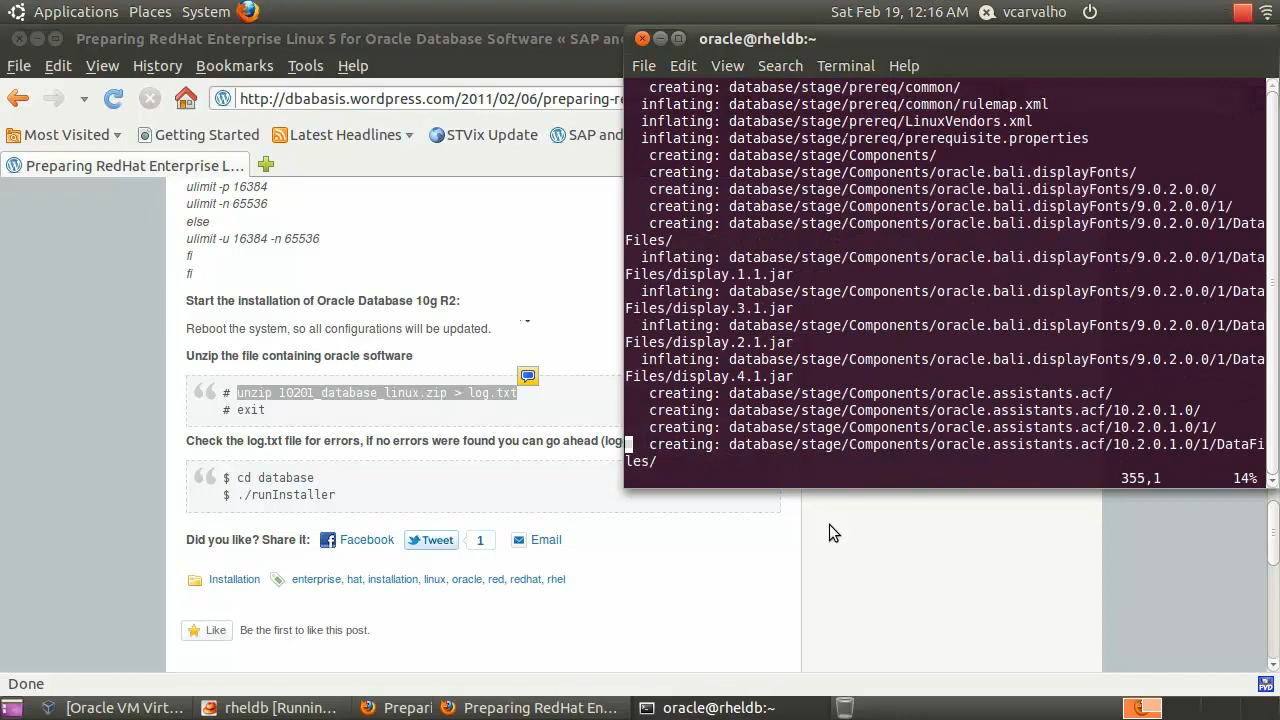 Applications Places System Sat Feb 19, 12:16 AM vcarvalho
Preparing RedHat Enterprise Linux 5 for Oracle Database Software « SAP and
File Edit View History Bookmarks Tools Help
http://dbabasis.wordpress.com/2011/02/06/preparing-re
Most Visited Getting Started Latest Headlines STVix Update SAP and
Preparing RedHat Enterprise L...
ulimit -p 16384
ulimit -n 65536
else
ulimit -u 16384 -n 65536
fi
fi
Start the installation of Oracle Database 10g R2:
Reboot the system, so all configurations will be updated.
Unzip the file containing oracle software
# unzip 10201_database_linux.zip > log.txt
# exit
Check the log.txt file for errors, if no errors were found you can go ahead (log
$ cd database
$ ./runInstaller
Did you like? Share it: Facebook Tweet 1 Email
Installation enterprise, hat, installation, linux, oracle, red, redhat, rhel
Like Be the first to like this post.
Done
oracle@rheldb:~
File Edit View Search Terminal Help
creating: database/stage/prereq/common/
inflating: database/stage/prereq/common/rulemap.xml
inflating: database/stage/prereq/LinuxVendors.xml
inflating: database/stage/prereq/prerequisite.properties
creating: database/stage/Components/
creating: database/stage/Components/oracle.bali.displayFonts/
creating: database/stage/Components/oracle.bali.displayFonts/9.0.2.0.0/
creating: database/stage/Components/oracle.bali.displayFonts/9.0.2.0.0/1/
creating: database/stage/Components/oracle.bali.displayFonts/9.0.2.0.0/1/Data
Files/
inflating: database/stage/Components/oracle.bali.displayFonts/9.0.2.0.0/1/Data
Files/display.1.1.jar
inflating: database/stage/Components/oracle.bali.displayFonts/9.0.2.0.0/1/Data
Files/display.3.1.jar
inflating: database/stage/Components/oracle.bali.displayFonts/9.0.2.0.0/1/Data
Files/display.2.1.jar
inflating: database/stage/Components/oracle.bali.displayFonts/9.0.2.0.0/1/Data
Files/display.4.1.jar
creating: database/stage/Components/oracle.assistants.acf/
creating: database/stage/Components/oracle.assistants.acf/10.2.0.1.0/
creating: database/stage/Components/oracle.assistants.acf/10.2.0.1.0/1/
creating: database/stage/Components/oracle.assistants.acf/10.2.0.1.0/1/DataFi
les/
355,1 14%
[Oracle VM Virt... rheldb [Runnin... Prepari Preparing RedHat En... oracle@rheldb:~
FVD